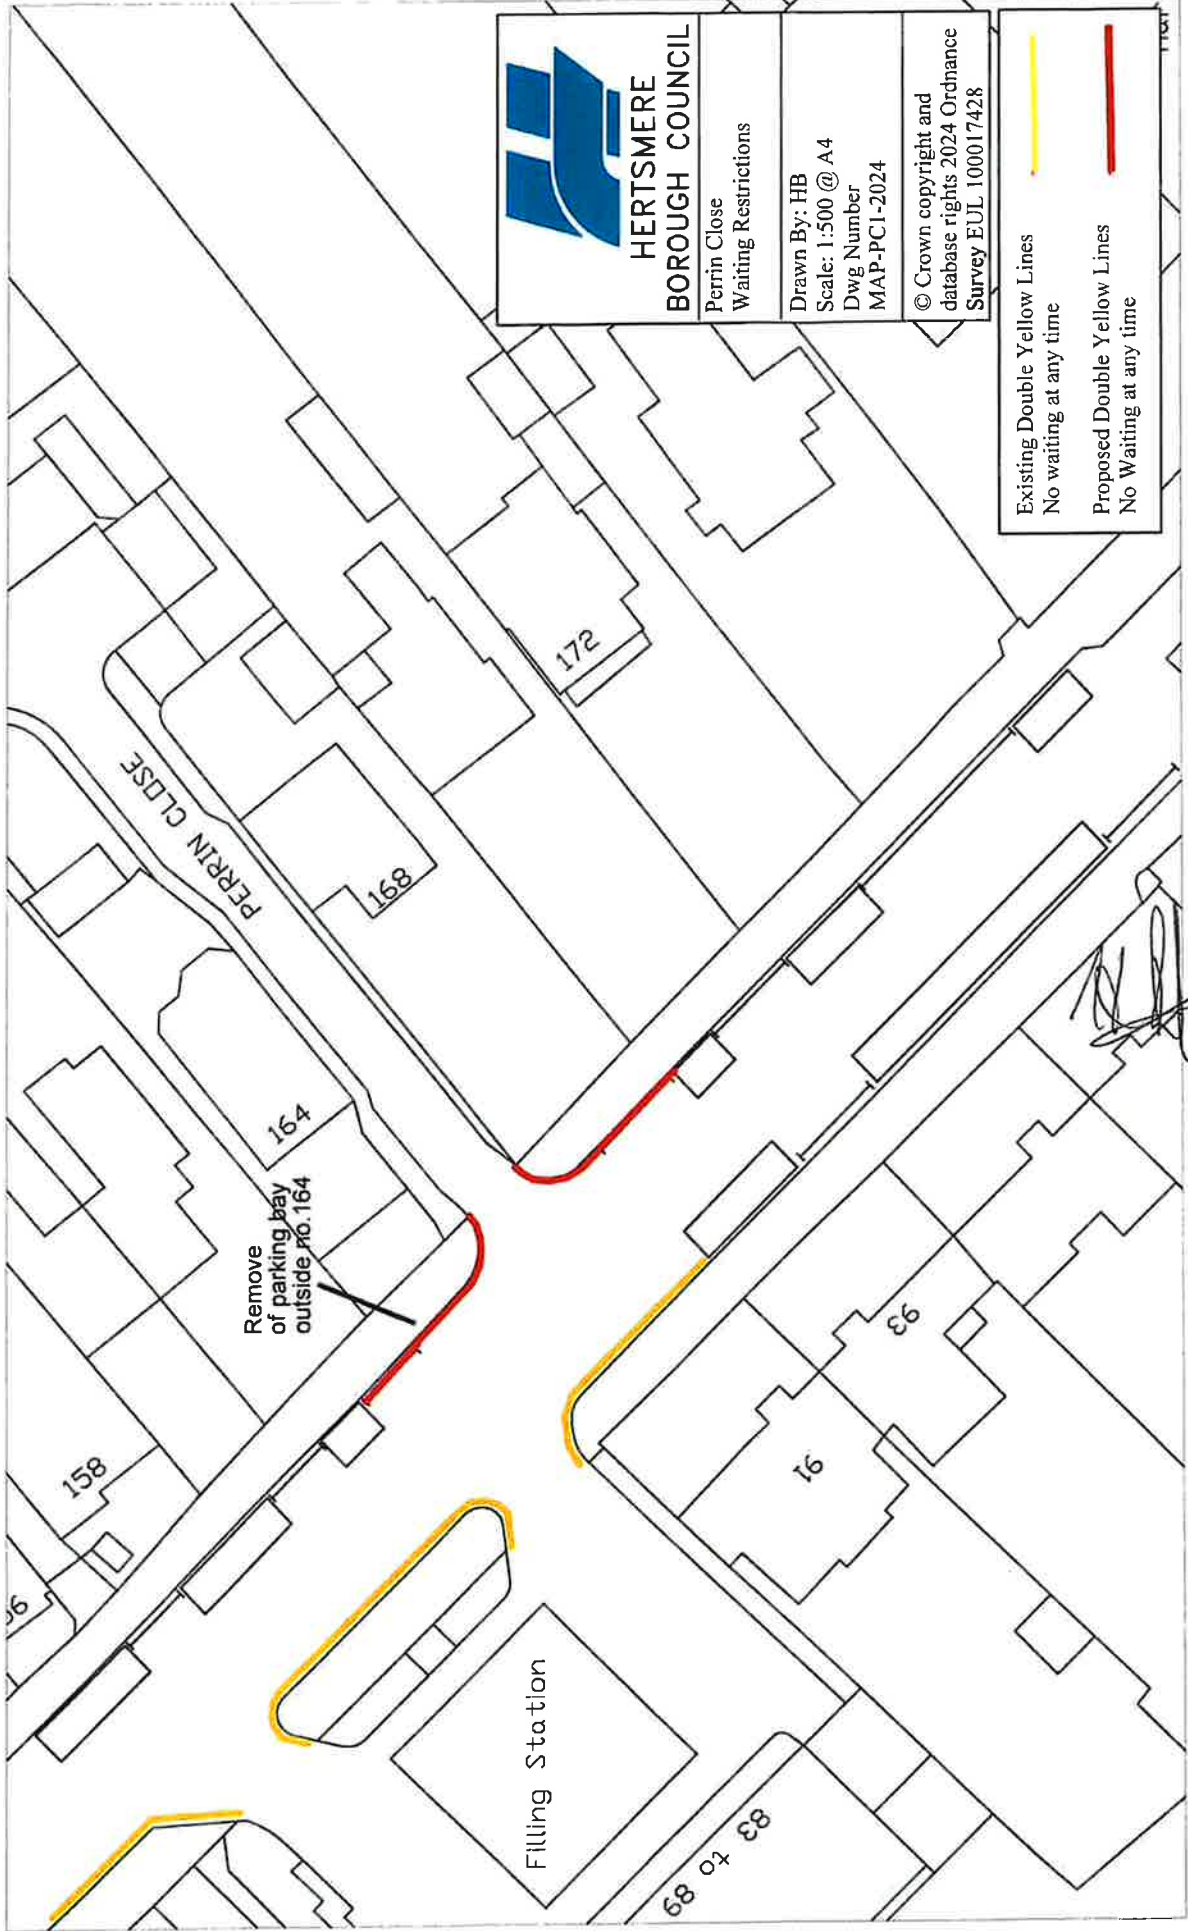 HERTSMERE
BOROUGH COUNCIL
Perrin Close
Waiting Restrictions
Drawn By: HB
Scale: 1:500 @ A4
Dwg Number
MAP-PC1-2024
© Crown copyright and
database rights 2024 Ordnance
Survey EUL 100017428
Existing Double Yellow Lines
No waiting at any time
Proposed Double Yellow Lines
No Waiting at any time
PERRIN CLOSE
172
168
164
Remove
of parking bay
outside no.164
158
93
91
Filling Station
83 to 89